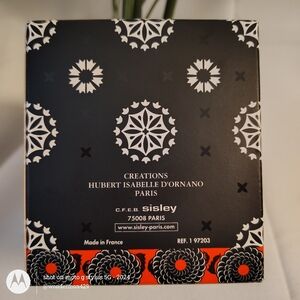 CREATIONS
HUBERT ISABELLE D'ORNANO
PARIS
C.F.E.B. sisley
75008 PARIS
www.sisley-paris.com
Made in France
REF. 1 97203
shot on moto g stylus 5G - 2024